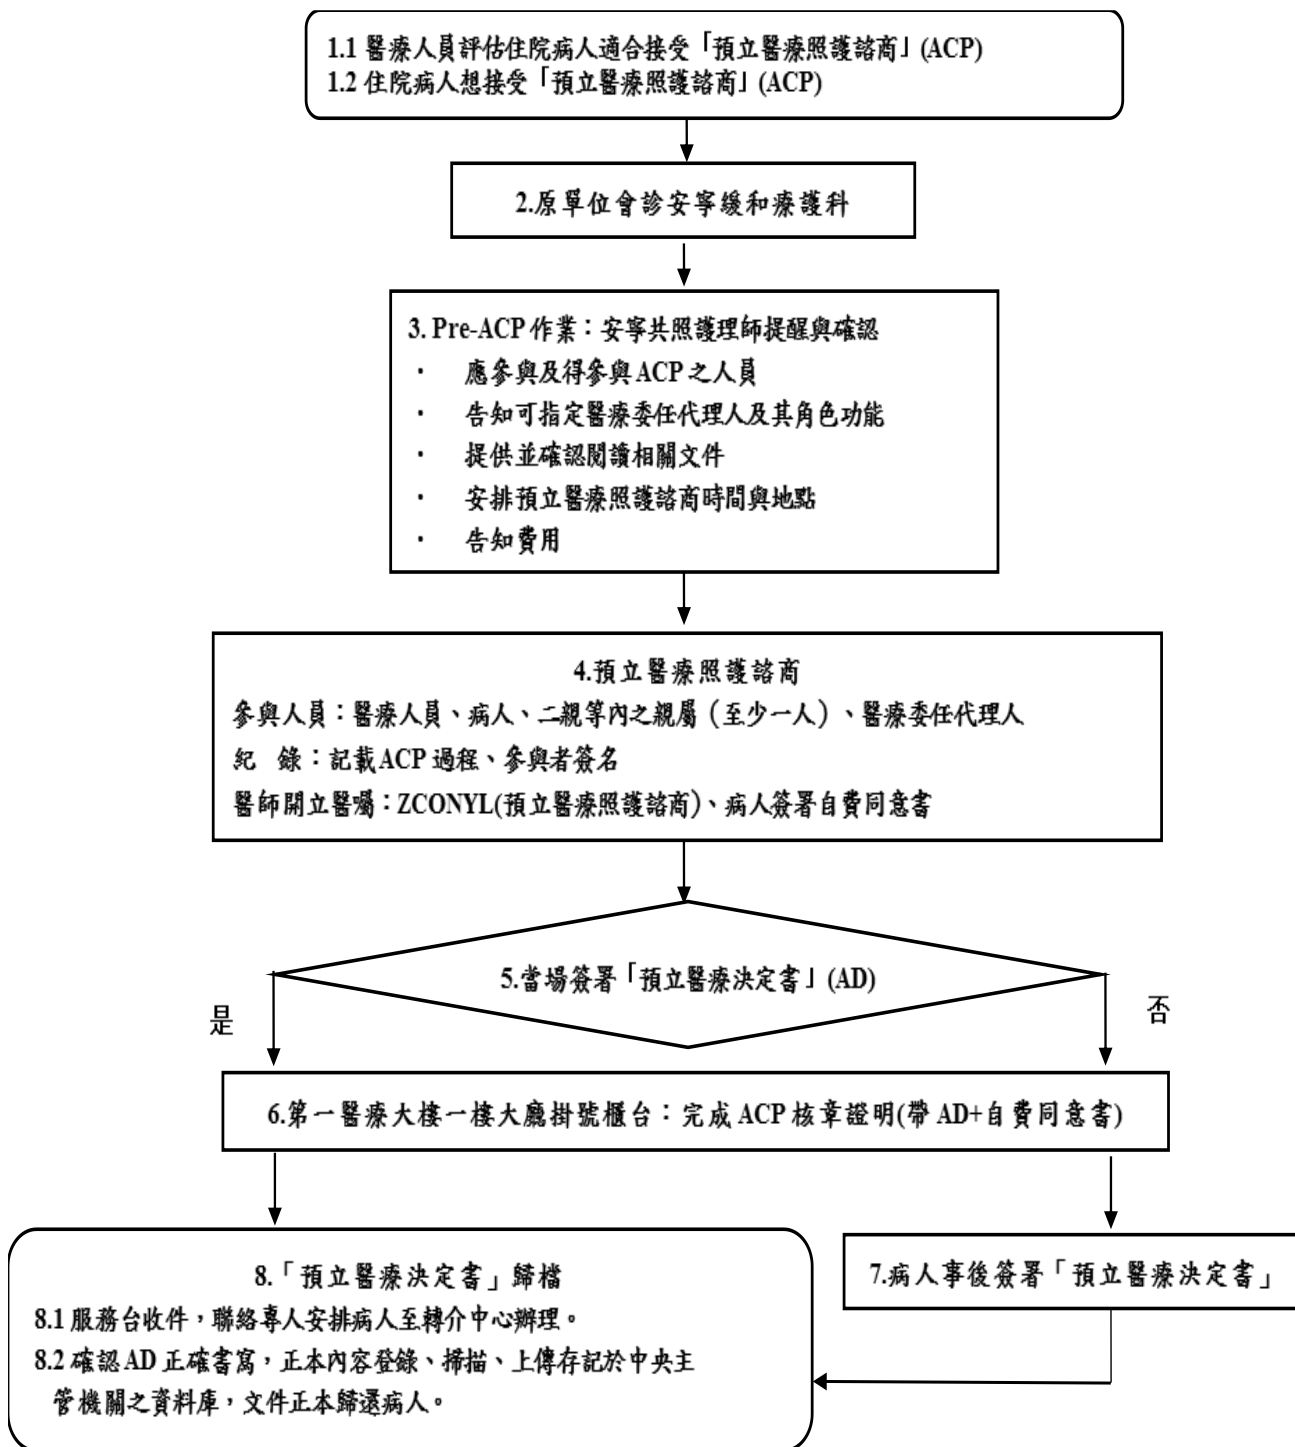 1.1 醫療人員評估住院病人適合接受「預立醫療照護諮商」(ACP)
1.2 住院病人想接受「預立醫療照護諮商」(ACP)
2.原單位會診安寧緩和療護科
3. Pre-ACP 作業：安寧共照護理師提醒與確認
· 應參與及得參與 ACP 之人員
· 告知可指定醫療委任代理人及其角色功能
· 提供並確認閱讀相關文件
· 安排預立醫療照護諮商時間與地點
· 告知費用
4.預立醫療照護諮商
參與人員：醫療人員、病人、二親等內之親屬（至少一人）、醫療委任代理人
紀 錄：記載 ACP 過程、參與者簽名
醫師開立醫囑：ZCONYL(預立醫療照護諮商)、病人簽署自費同意書
5.當場簽署「預立醫療決定書」(AD)
是
否
6.第一醫療大樓一樓大廳掛號櫃台：完成 ACP 核章證明(帶 AD+自費同意書)
7.病人事後簽署「預立醫療決定書」
8.「預立醫療決定書」歸檔
8.1 服務台收件，聯絡專人安排病人至轉介中心辦理。
8.2 確認 AD 正確書寫，正本內容登錄、掃描、上傳存記於中央主
管機關之資料庫，文件正本歸還病人。